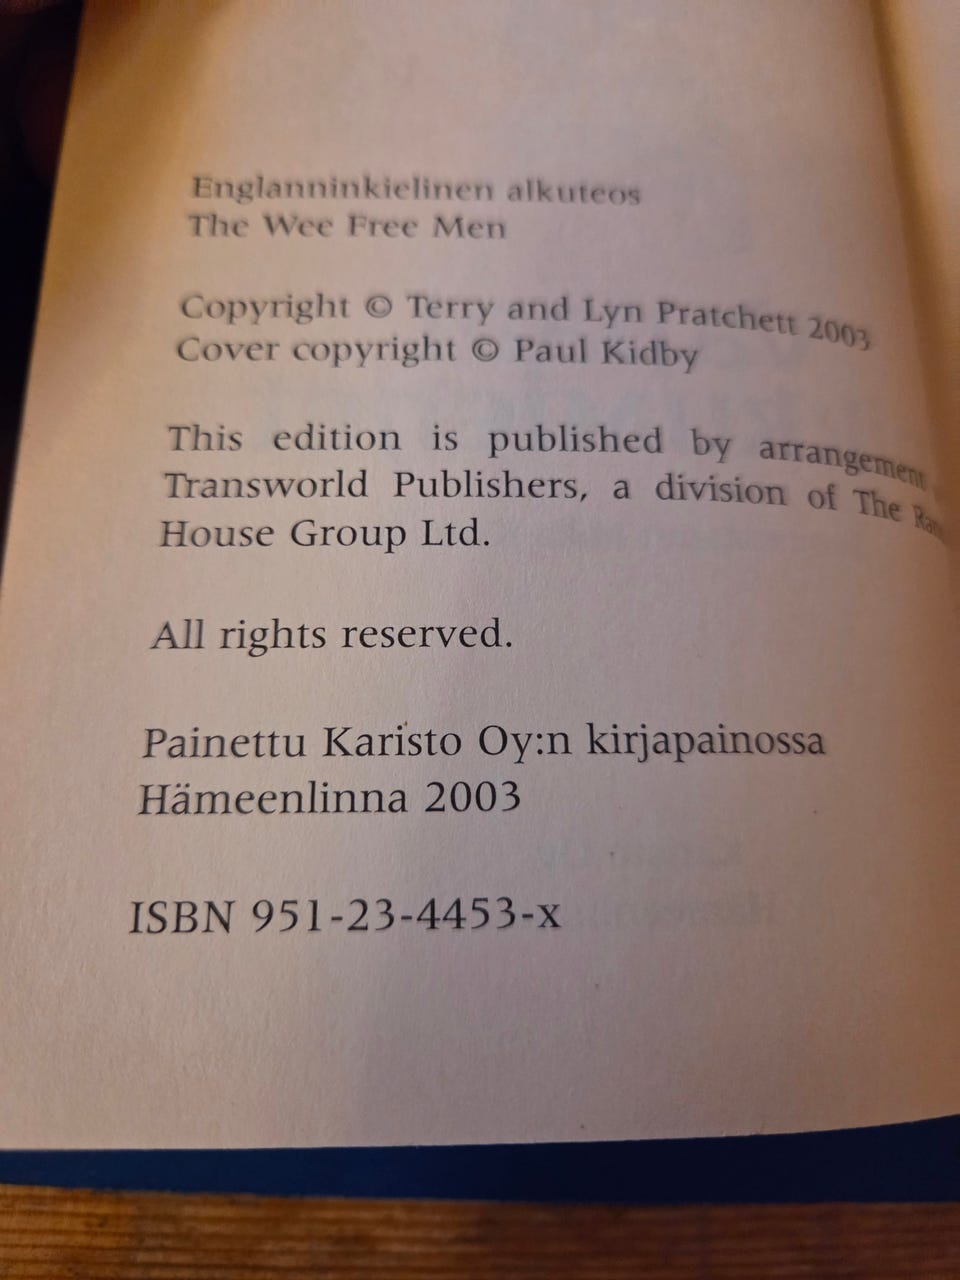 Englanninkielinen alkuteos
The Wee Free Men
Copyright © Terry and Lyn Pratchett 2003
Cover copyright © Paul Kidby
This edition is published by arrangement
Transworld Publishers, a division of The
House Group Ltd.
All rights reserved.
Painettu Karisto Oy:n kirjapainossa
Hämeenlinna 2003
ISBN 951-23-4453-x